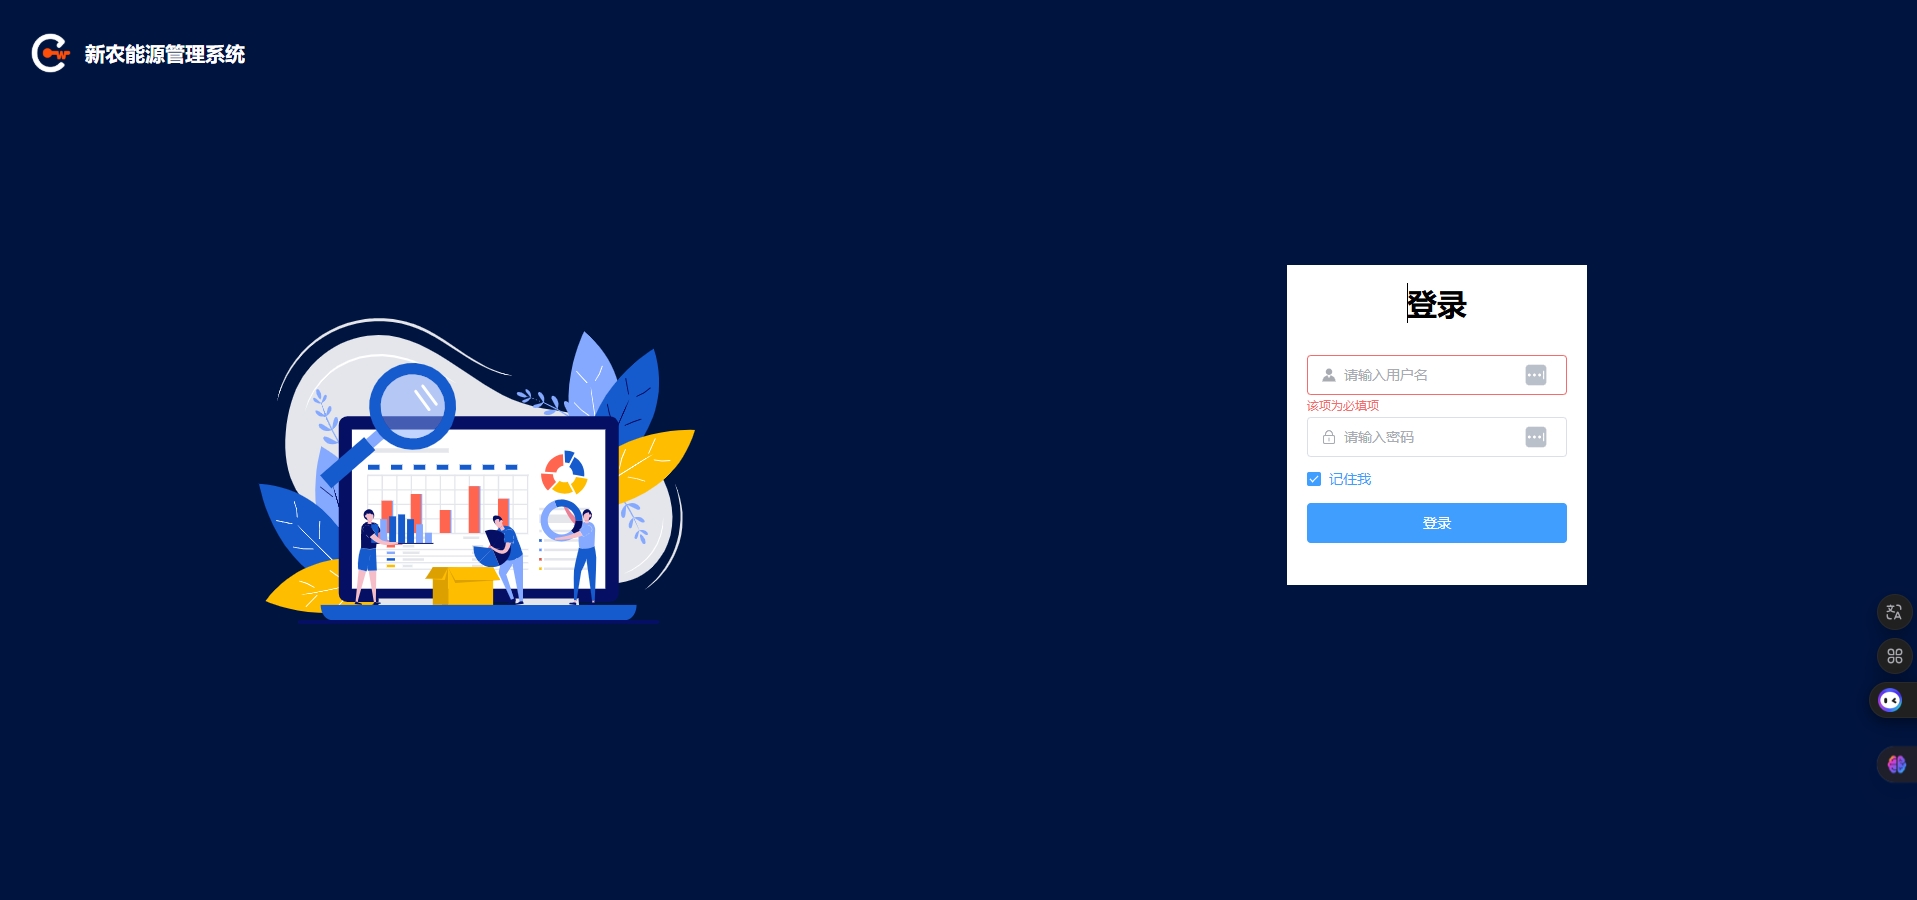 新农能源管理系统
登录
请输入用户名
该项为必填项
请输入密码
记住我
登录